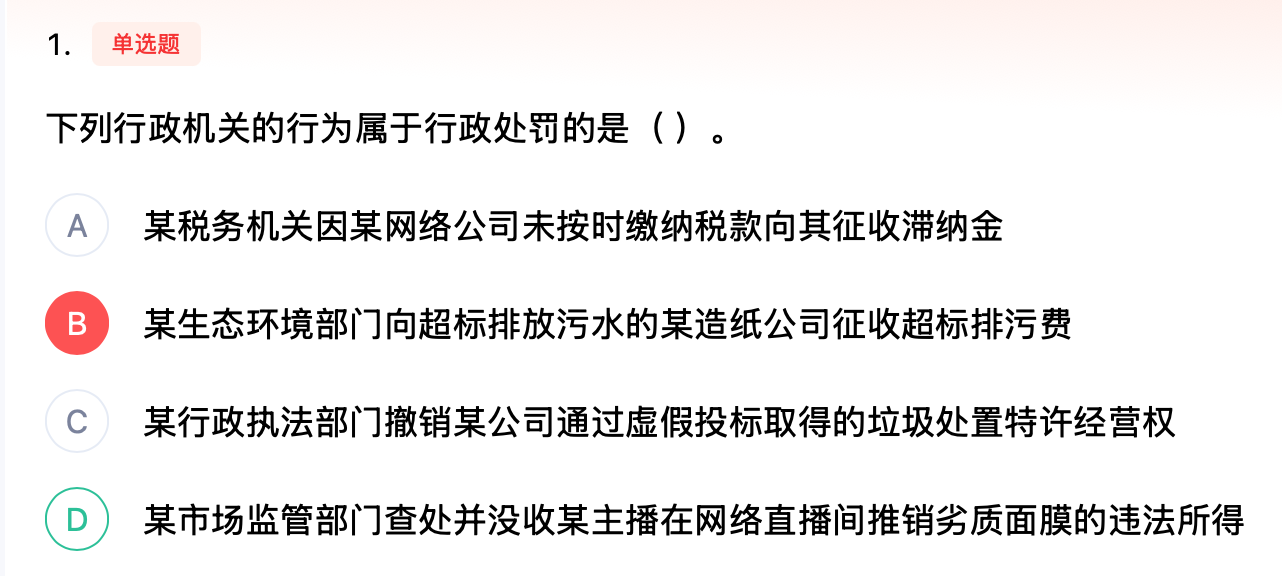 1. 单选题
下列行政机关的行为属于行政处罚的是（ ）。
A 某税务机关因某网络公司未按时缴纳税款向其征收滞纳金
B 某生态环境部门向超标排放污水的某造纸公司征收超标排污费
C 某行政执法部门撤销某公司通过虚假投标取得的垃圾处置特许经营权
D 某市场监管部门查处并没收某主播在网络直播间推销劣质面膜的违法所得